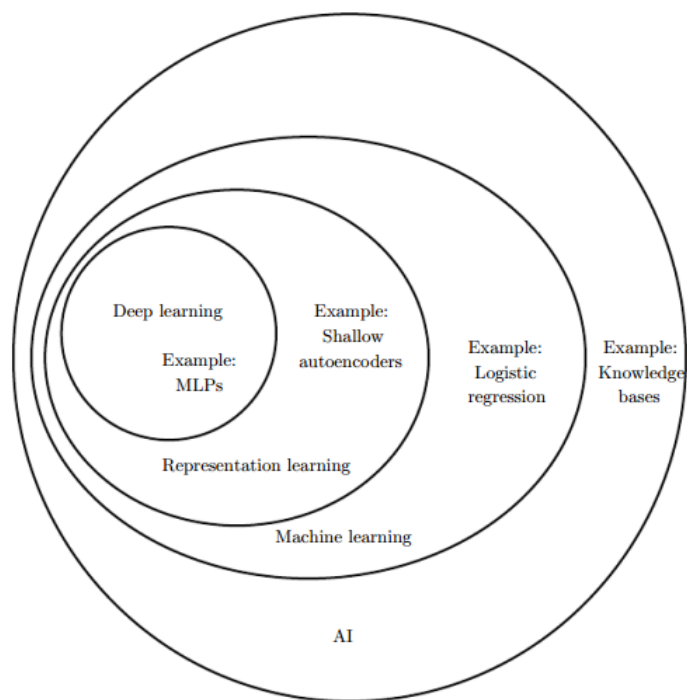 Deep learning
Example:
MLPs
Example:
Shallow
autoencoders
Example:
Logistic
regression
Example:
Knowledge
bases
Representation learning
Machine learning
AI